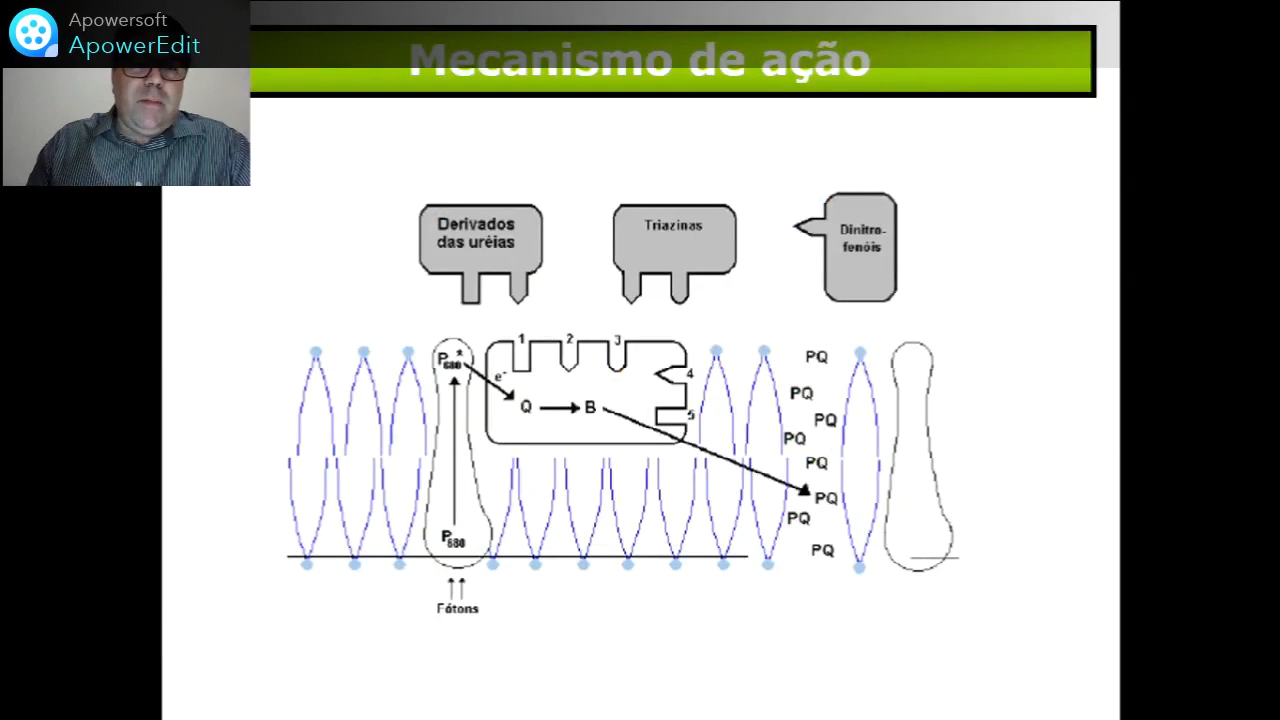 Apowersoft
ApowerEdit
Mecanismo de ação
Derivados
das uréias
Triazinas
Dinitro-
fenóis
1
2
3
P680*
PQ
4
e-
PQ
Q
B
5
PQ
PQ
PQ
PQ
PQ
P680
PQ
Fótons